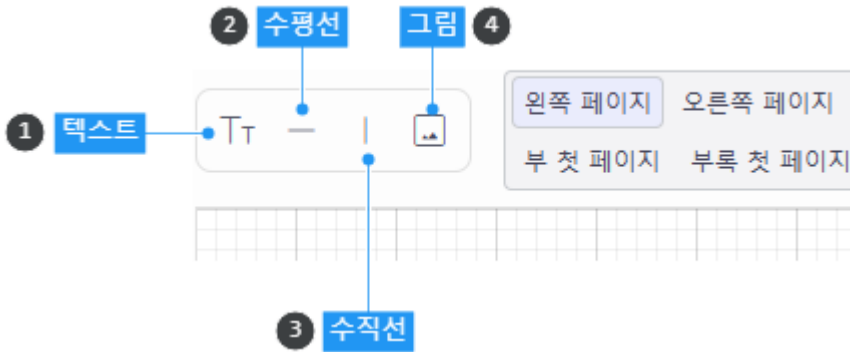 2 수평선
그림 4
1 텍스트
TT
왼쪽 페이지
오른쪽 페이지
부 첫 페이지
부록 첫 페이지
3 수직선